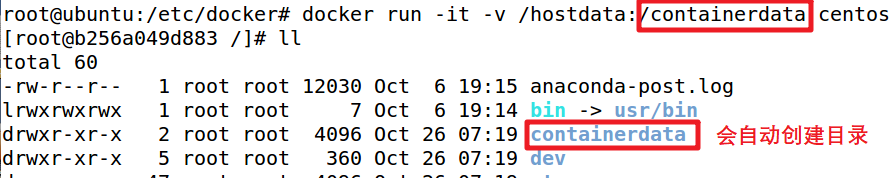 root@ubuntu:/etc/docker# docker run -it -v /hostdata:/containerdata centos
[root@b256a049d883 /]# ll
total 60
-rw-r--r--   1 root root 12030 Oct  6 19:15 anaconda-post.log
lrwxrwxrwx   1 root root     7 Oct  6 19:14 bin -> usr/bin
drwxr-xr-x   2 root root  4096 Oct 26 07:19 containerdata 会自动创建目录
drwxr-xr-x   5 root root   360 Oct 26 07:19 dev